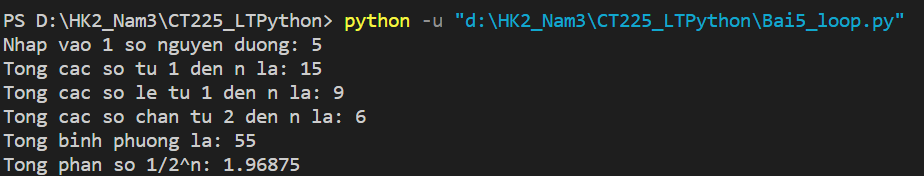 PS D:\HK2_Nam3\CT225_LTPython> python -u "d:\HK2_Nam3\CT225_LTPython\Bai5_loop.py"
Nhap vao 1 so nguyen duong: 5
Tong cac so tu 1 den n la: 15
Tong cac so le tu 1 den n la: 9
Tong cac so chan tu 2 den n la: 6
Tong binh phuong la: 55
Tong phan so 1/2^n: 1.96875